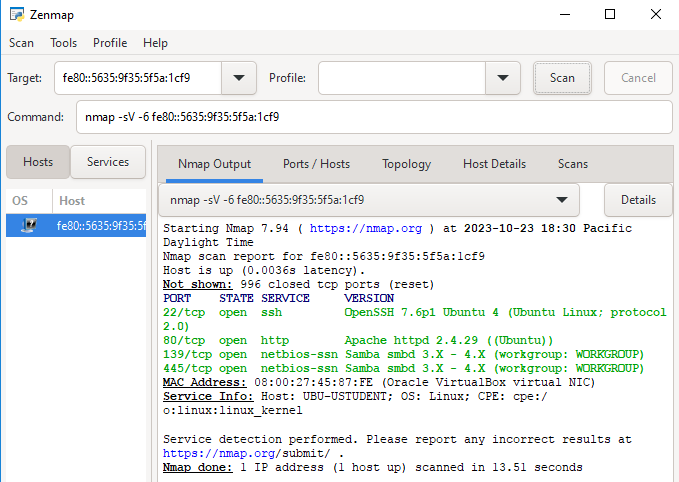 Zenmap
Scan Tools Profile Help
Target: fe80::5635:9f35:5f5a:1cf9 Profile: Scan Cancel
Command: nmap -sV -6 fe80::5635:9f35:5f5a:1cf9
Hosts Services Nmap Output Ports / Hosts Topology Host Details Scans
OS Host nmap -sV -6 fe80::5635:9f35:5f5a:1cf9 Details
fe80::5635:9f35:5f
Starting Nmap 7.94 ( https://nmap.org ) at 2023-10-23 18:30 Pacific
Daylight Time
Nmap scan report for fe80::5635:9f35:5f5a:1cf9
Host is up (0.0036s latency).
Not shown: 996 closed tcp ports (reset)
PORT STATE SERVICE VERSION
22/tcp open ssh OpenSSH 7.6p1 Ubuntu 4 (Ubuntu Linux; protocol
2.0)
80/tcp open http Apache httpd 2.4.29 ((Ubuntu))
139/tcp open netbios-ssn Samba smbd 3.X - 4.X (workgroup: WORKGROUP)
445/tcp open netbios-ssn Samba smbd 3.X - 4.X (workgroup: WORKGROUP)
MAC Address: 08:00:27:45:87:FE (Oracle VirtualBox virtual NIC)
Service Info: Host: UBU-USTUDENT; OS: Linux; CPE: cpe:/
o:linux:linux_kernel
Service detection performed. Please report any incorrect results at
https://nmap.org/submit/ .
Nmap done: 1 IP address (1 host up) scanned in 13.51 seconds